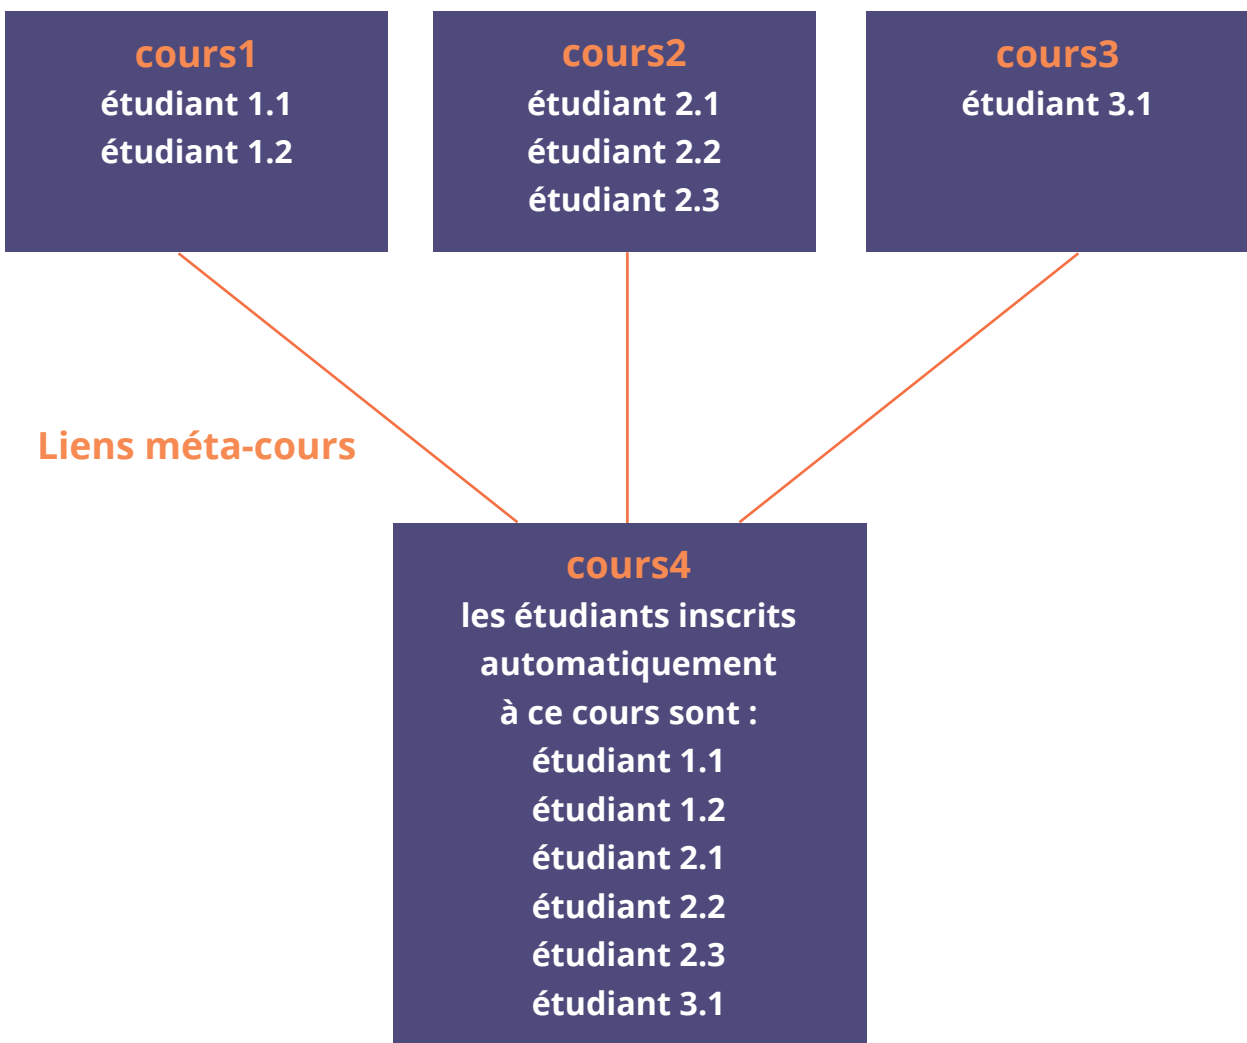 cours1
étudiant 1.1
étudiant 1.2
cours2
étudiant 2.1
étudiant 2.2
étudiant 2.3
cours3
étudiant 3.1
Liens méta-cours
cours4
les étudiants inscrits
automatiquement
à ce cours sont :
étudiant 1.1
étudiant 1.2
étudiant 2.1
étudiant 2.2
étudiant 2.3
étudiant 3.1